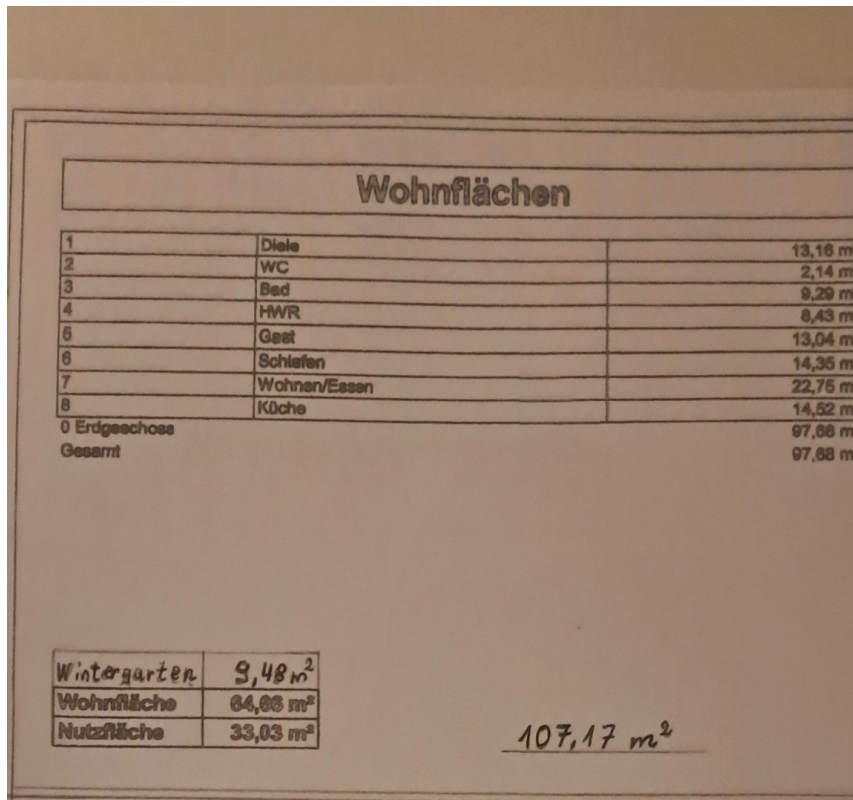 Wohnflächen
1 Diele 13,16 m
2 WC 2,14 m
3 Bad 9,29 m
4 HWR 8,43 m
5 Gast 13,04 m
6 Schlafen 14,35 m
7 Wohnen/Essen 22,75 m
8 Küche 14,52 m
0 Erdgeschoss 97,68 m
Gesamt 97,68 m
Wintergarten 9,48 m²
Wohnfläche 64,66 m²
Nutzfläche 33,03 m²
107,17 m²